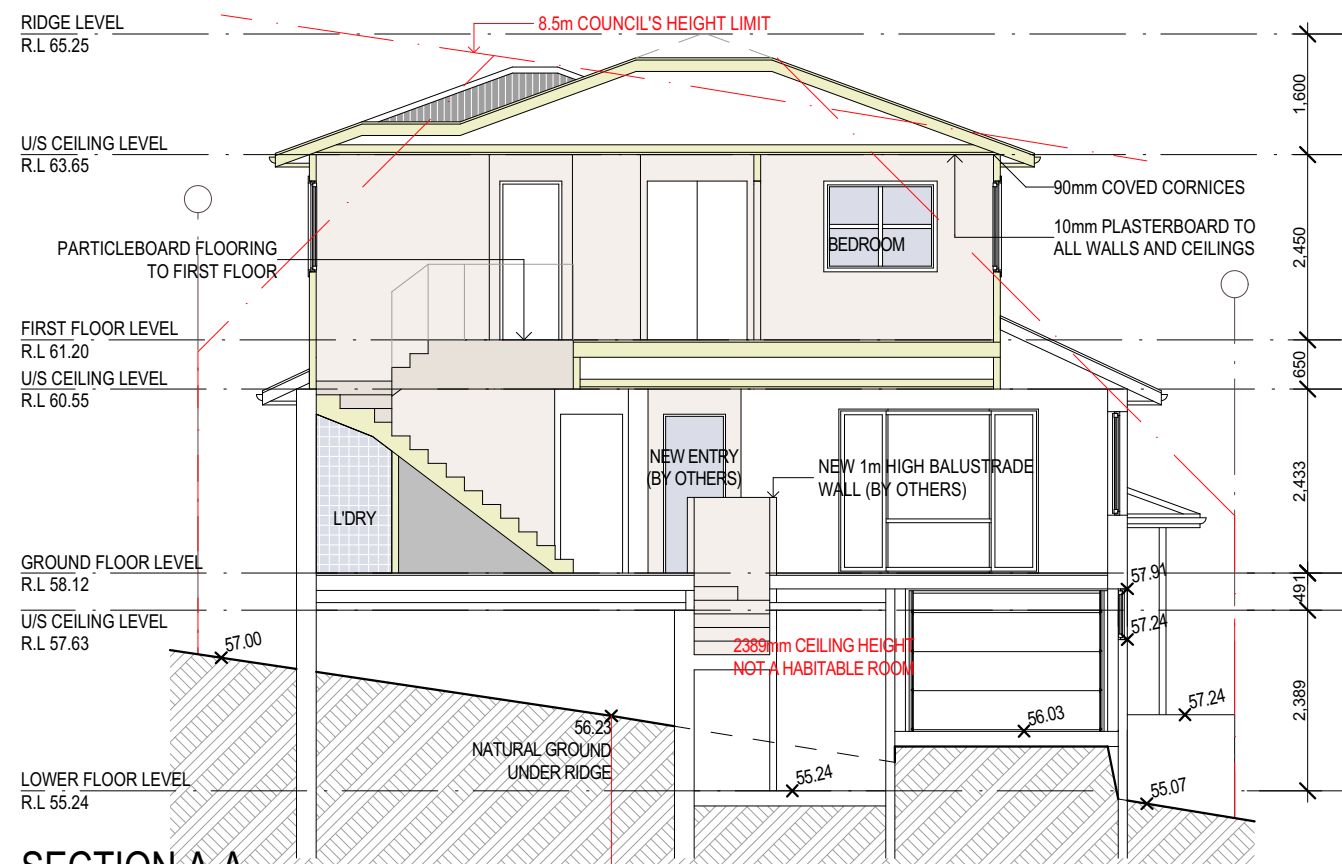 RIDGE LEVEL
R.L 65.25
8.5m COUNCIL'S HEIGHT LIMIT
1,600
U/S CEILING LEVEL
R.L 63.65
90mm COVED CORNICES
10mm PLASTERBOARD TO
ALL WALLS AND CEILINGS
PARTICLEBOARD FLOORING
TO FIRST FLOOR
BEDROOM
2,450
FIRST FLOOR LEVEL
R.L 61.20
650
U/S CEILING LEVEL
R.L 60.55
NEW ENTRY
(BY OTHERS)
NEW 1m HIGH BALUSTRADE
WALL (BY OTHERS)
L'DRY
2,433
GROUND FLOOR LEVEL
R.L 58.12
57.91
491
U/S CEILING LEVEL
R.L 57.63
57.00
57.24
2389mm CEILING HEIGHT
NOT A HABITABLE ROOM
57.24
2,389
56.23
NATURAL GROUND
UNDER RIDGE
56.03
LOWER FLOOR LEVEL
R.L 55.24
55.24
55.07
SECTION A-A